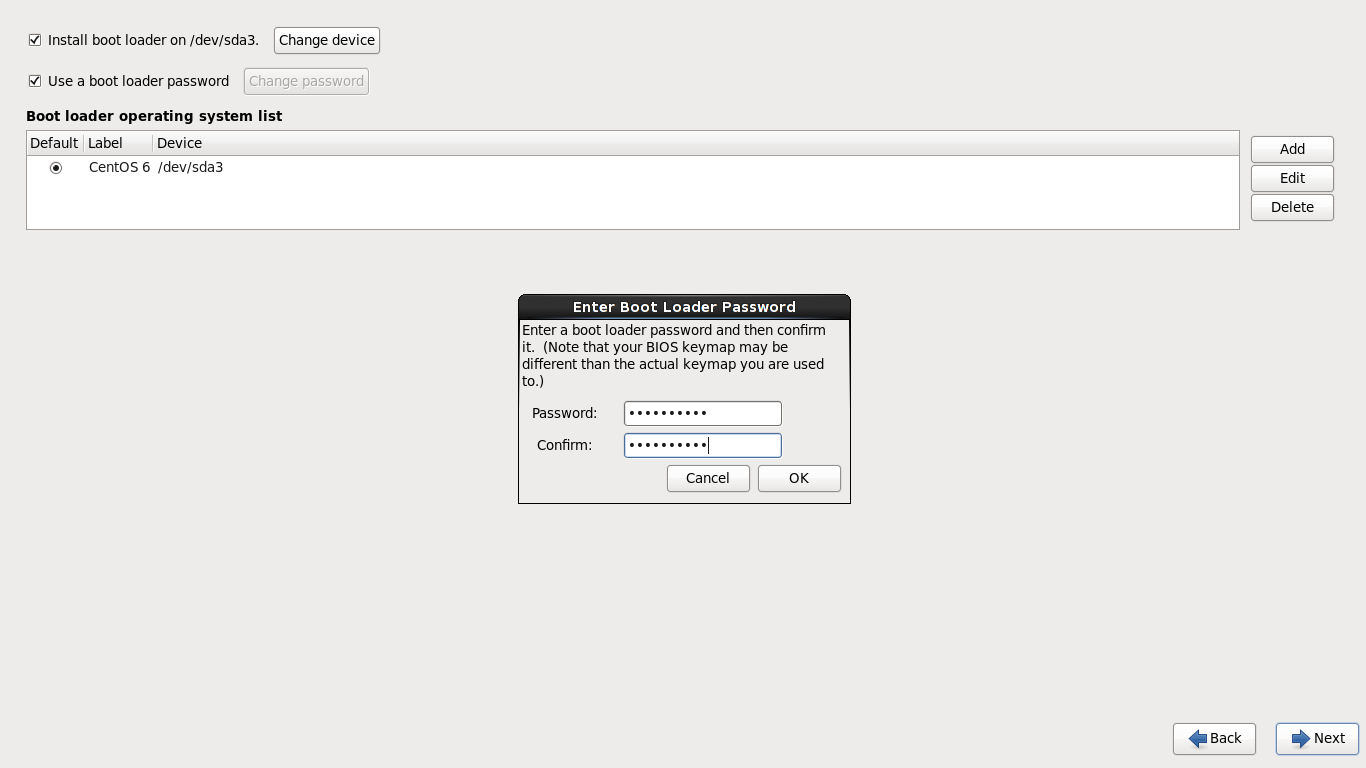 Install boot loader on /dev/sda3. Change device
Use a boot loader password Change password
Boot loader operating system list
Default Label Device
CentOS 6 /dev/sda3
Add
Edit
Delete
Enter Boot Loader Password
Enter a boot loader password and then confirm
it.  (Note that your BIOS keymap may be
different than the actual keymap you are used
to.)
Password: ••••••••••
Confirm: ••••••••••
Cancel OK
Back Next